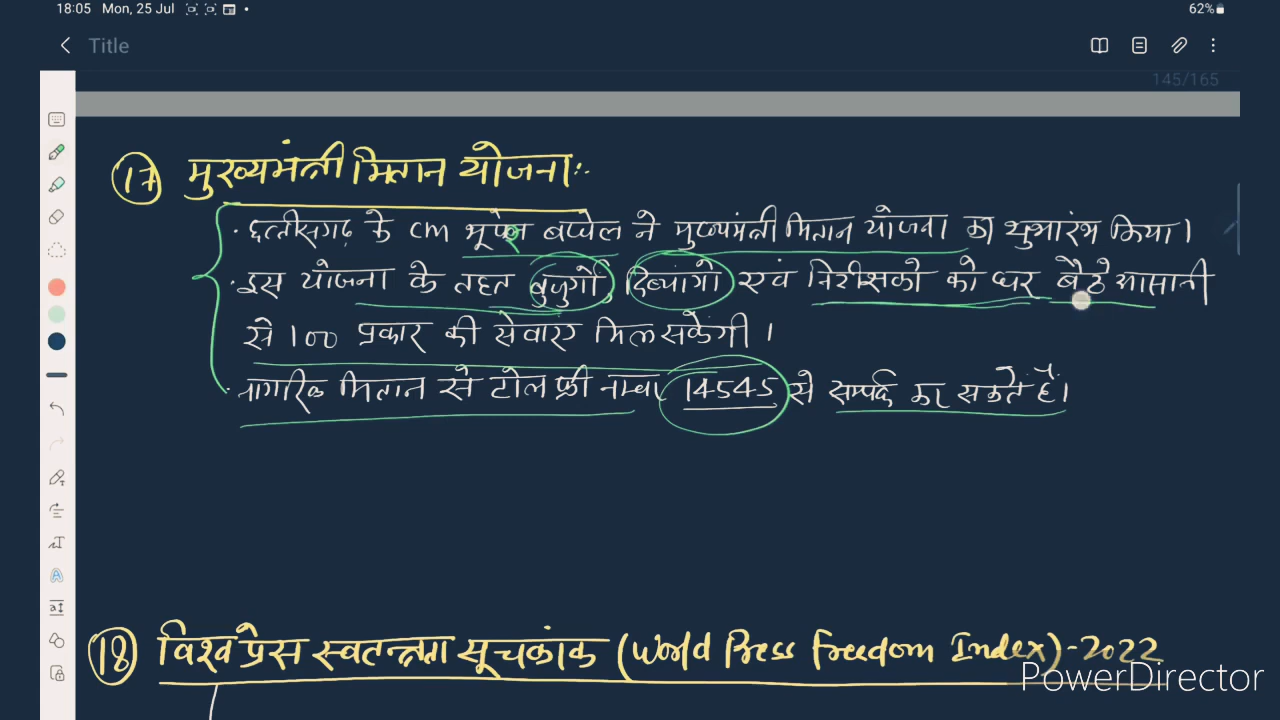 18:05 Mon, 25 Jul
62%
Title
145/165
17 मुख्यमंत्री मितान योजना:-
· छत्तीसगढ़ के CM भूपेश बघेल ने मुख्यमंत्री मितान योजना का शुभारंभ किया।
· इस योजना के तहत बुजुर्गो, दिव्यांगो एवं निरीक्षको को घर बैठे आसानी
से 100 प्रकार की सेवाए मिल सकेंगी।
· नागरिक मितान से टोल फ्री नम्बर 14545 से सम्पर्क कर सकते हैं।
18 विश्व प्रेस स्वतन्त्रता सूचकांक (World Press Freedom Index)-2022
PowerDirector